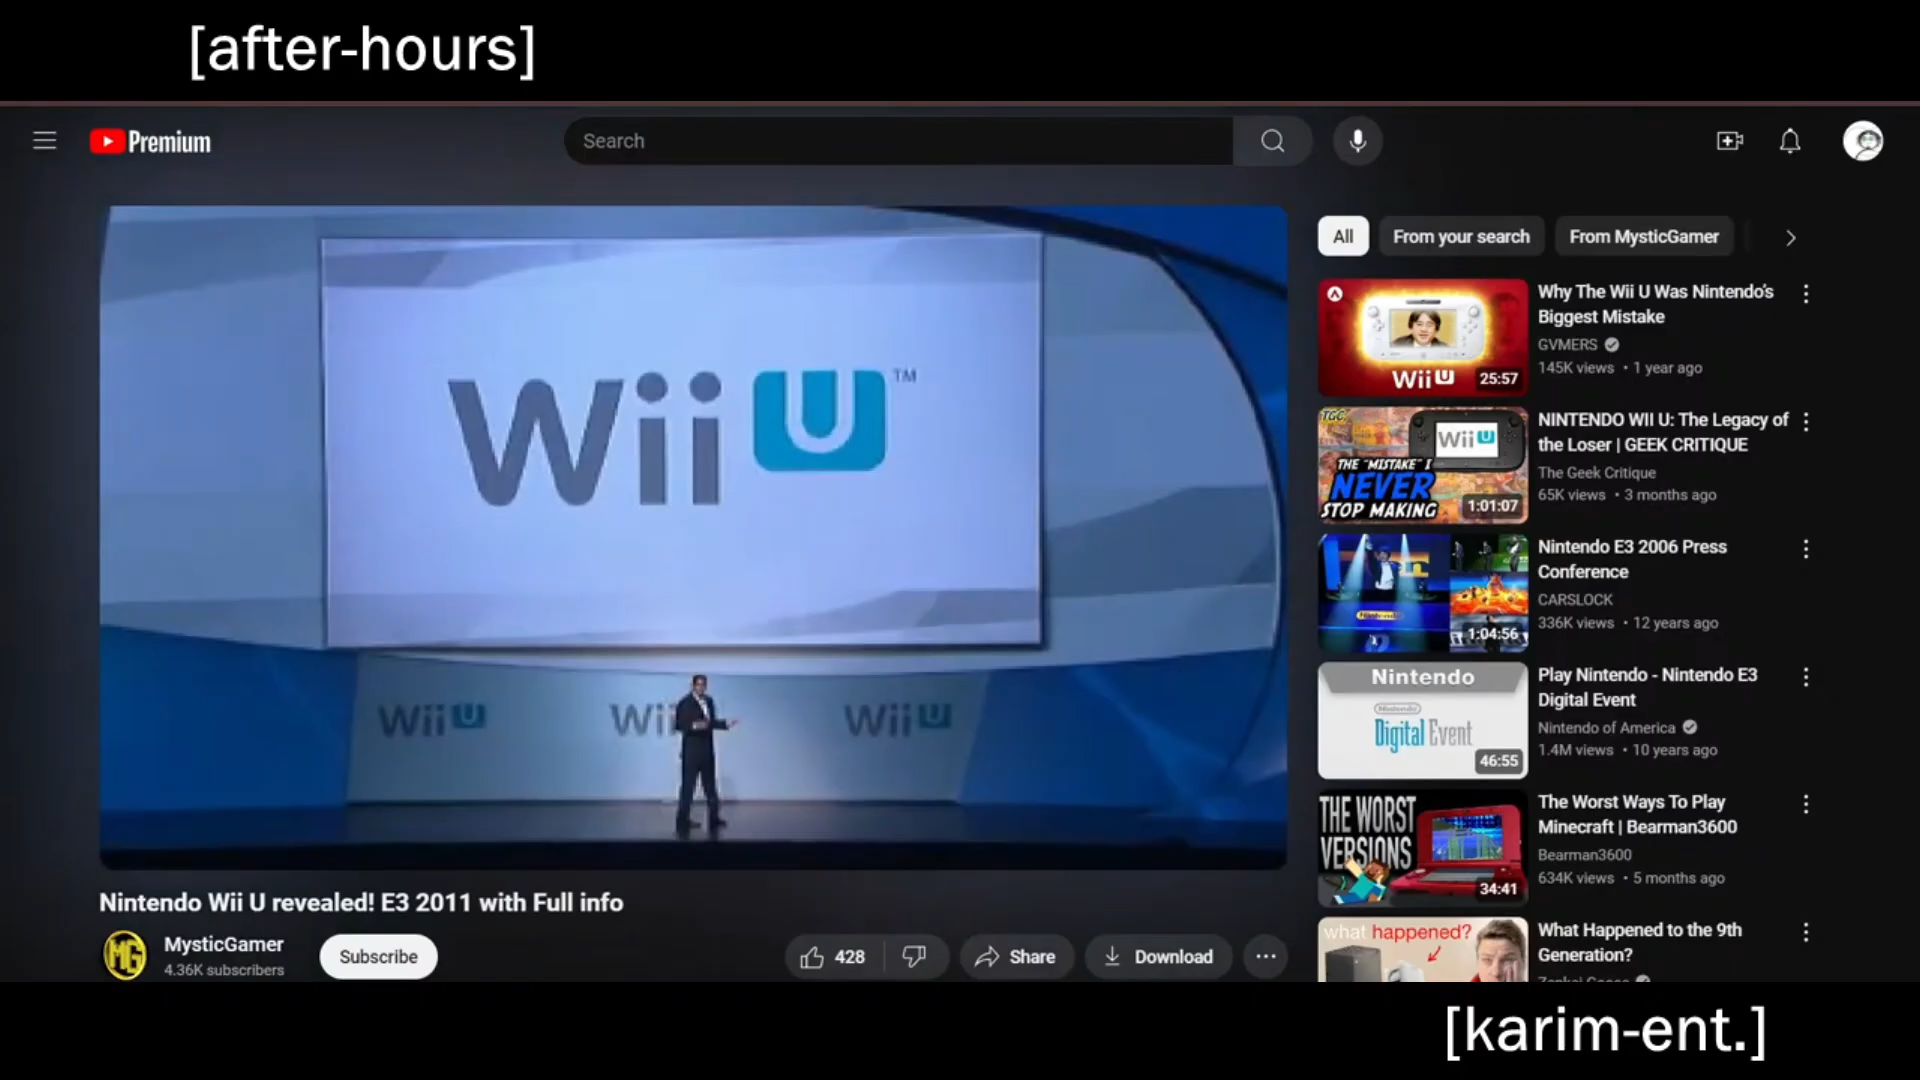 [after-hours]
Premium
Search
All
From your search
From MysticGamer
Wii U TM
Wii U
Wii
Wii U
Nintendo Wii U revealed! E3 2011 with Full info
MG
MysticGamer
4.36K subscribers
Subscribe
428
Share
Download
Wii U
25:57
Why The Wii U Was Nintendo's
Biggest Mistake
GVMERS
145K views • 1 year ago
TGC
Wii U
THE "MISTAKE" I
NEVER
STOP MAKING
1:01:07
NINTENDO WII U: The Legacy of
the Loser | GEEK CRITIQUE
The Geek Critique
65K views • 3 months ago
Nintendo
1:04:56
Nintendo E3 2006 Press
Conference
CARSLOCK
336K views • 12 years ago
Nintendo
Nintendo
Digital Event
46:55
Play Nintendo - Nintendo E3
Digital Event
Nintendo of America
1.4M views • 10 years ago
THE WORST
VERSIONS
34:41
The Worst Ways To Play
Minecraft | Bearman3600
Bearman3600
634K views • 5 months ago
what happened?
What Happened to the 9th
Generation?
[karim-ent.]